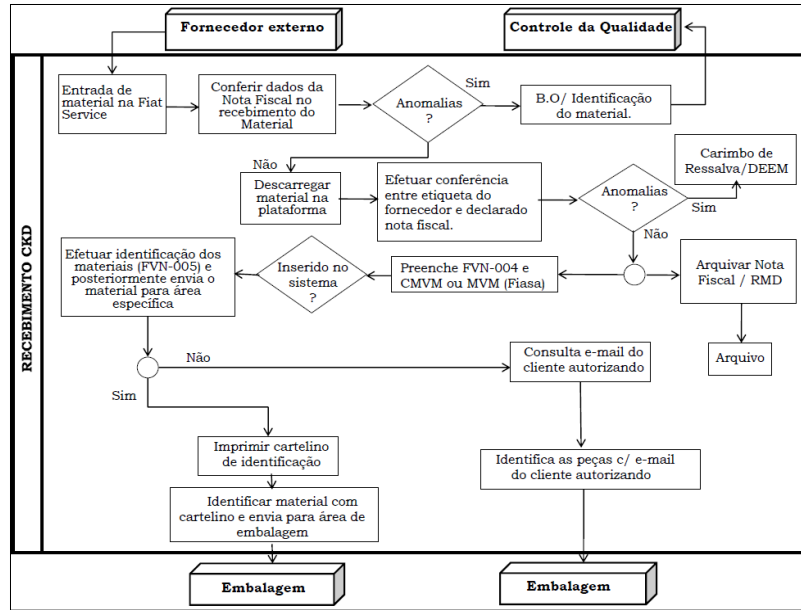 Fornecedor externo
Controle da Qualidade
RECEBIMENTO CKD
Entrada de
material na Fiat
Service
Conferir dados da
Nota Fiscal no
recebimento do
Material
Anomalias
?
Sim
B.O/ Identificação
do material.
Não
Descarregar
material na
plataforma
Efetuar conferência
entre etiqueta do
fornecedor e declarado
nota fiscal.
Anomalias
?
Sim
Carimbo de
Ressalva/DEEM
Não
Efetuar identificação dos
materiais (FVN-005) e
posteriormente envia o
material para área
específica
Inserido no
sistema
?
Preenche FVN-004 e
CMVM ou MVM (Fiasa)
Arquivar Nota
Fiscal / RMD
Arquivo
Não
Consulta e-mail do
cliente autorizando
Sim
Imprimir cartelino
de identificação
Identifica as peças c/ e-mail
do cliente autorizando
Identificar material com
cartelino e envia para área de
embalagem
Embalagem
Embalagem